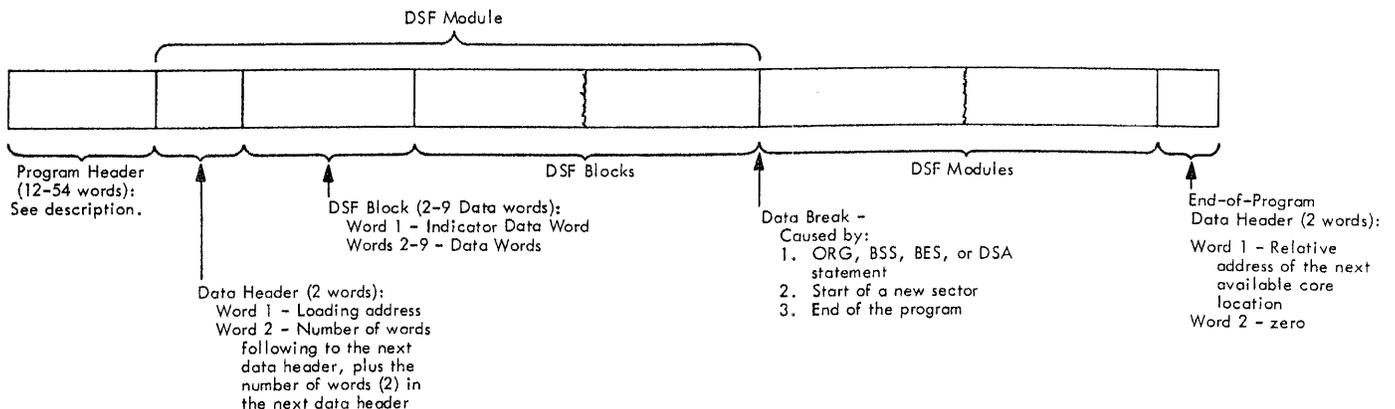 DSF Module
Program Header
(12-54 words):
See description.
DSF Blocks
DSF Modules
DSF Block (2-9 Data words):
Word 1 - Indicator Data Word
Words 2-9 - Data Words
Data Header (2 words):
Word 1 - Loading address
Word 2 - Number of words
following to the next
data header, plus the
number of words (2) in
the next data header
Data Break -
Caused by:
1. ORG, BSS, BES, or DSA
statement
2. Start of a new sector
3. End of the program
End-of-Program
Data Header (2 words):
Word 1 - Relative
address of the next
available core
location
Word 2 - zero